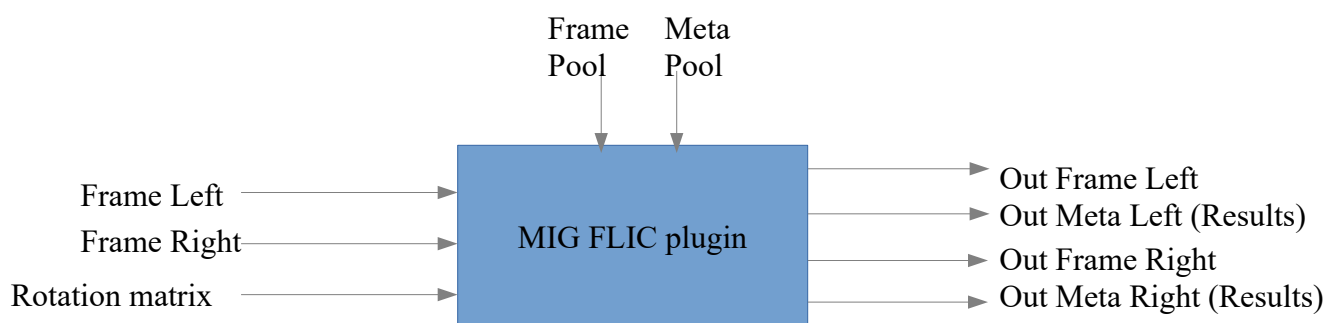 Frame Pool
Meta Pool
Frame Left
Frame Right
Rotation matrix
MIG FLIC plugin
Out Frame Left
Out Meta Left (Results)
Out Frame Right
Out Meta Right (Results)